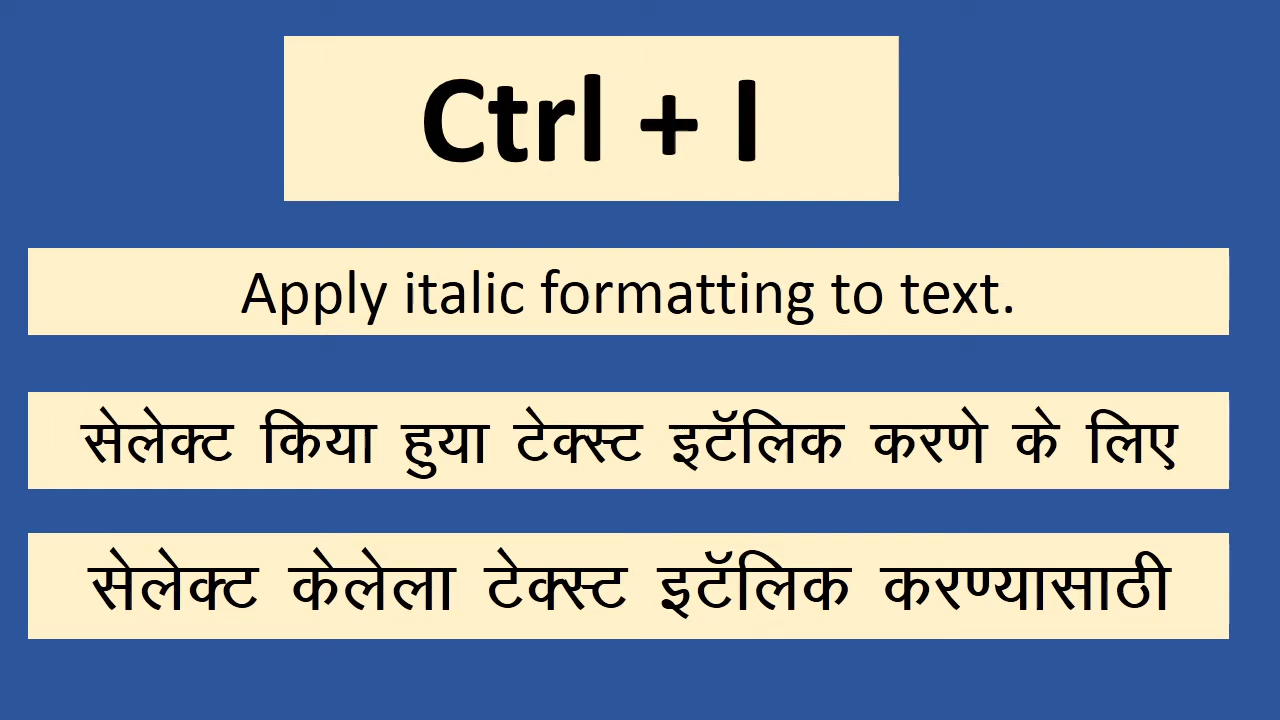 Ctrl + I
Apply italic formatting to text.
सेलेक्ट किया हुया टेक्स्ट इटॅलिक करणे के लिए
सेलेक्ट केलेला टेक्स्ट इटॅलिक करण्यासाठी